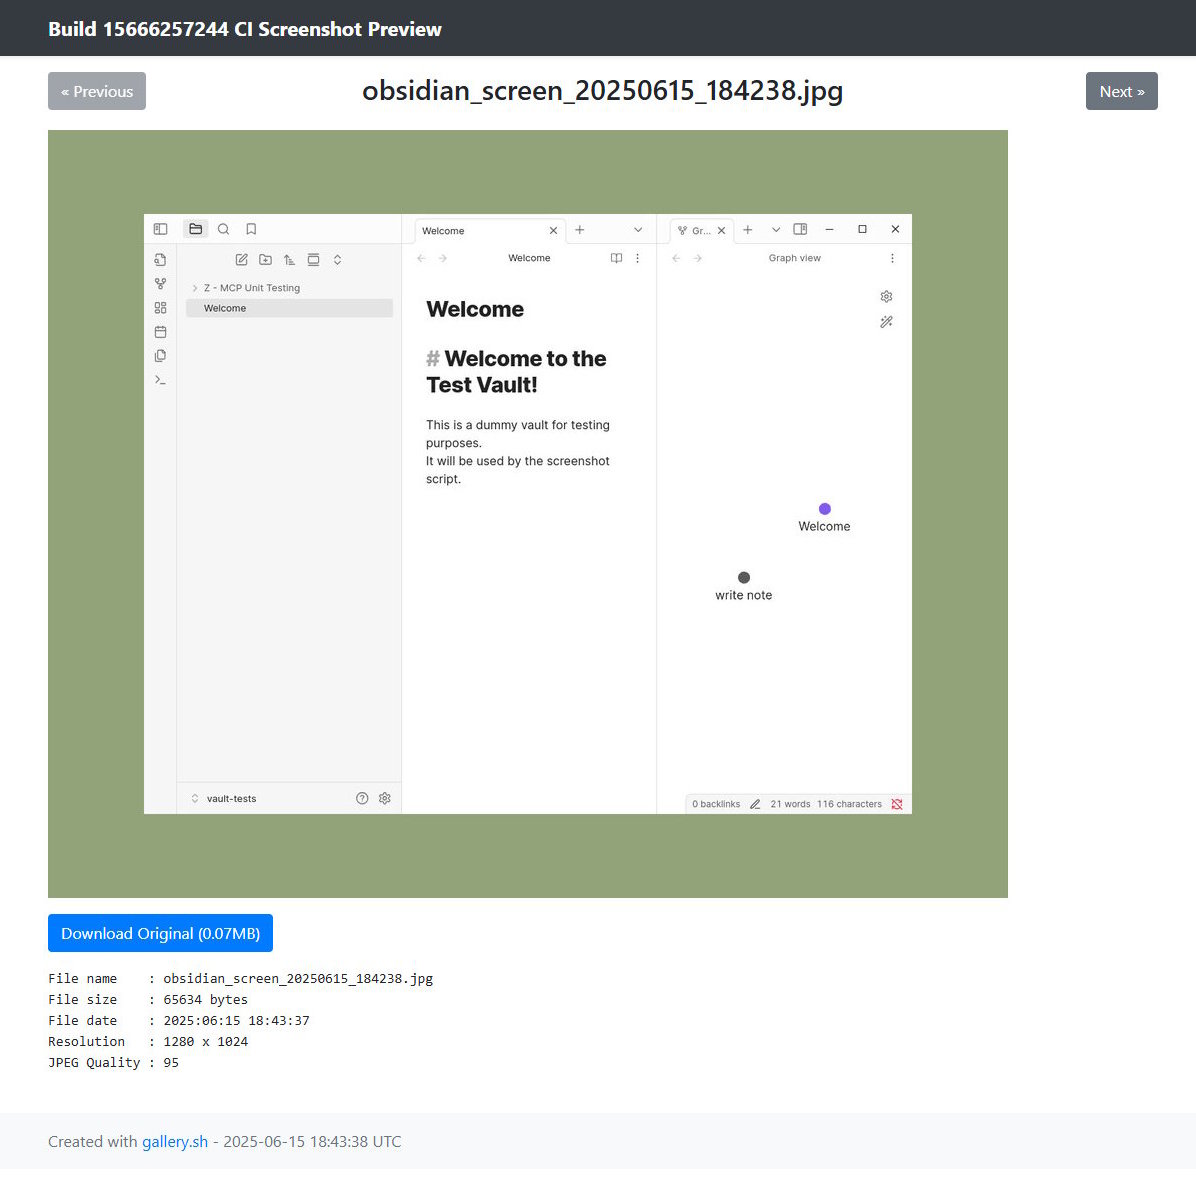 Build 15666257244 CI Screenshot Preview
« Previous
obsidian_screen_20250615_184238.jpg
Next »
Welcome
Gr...
Welcome
Graph view
Z - MCP Unit Testing
Welcome
Welcome
# Welcome to the
Test Vault!
This is a dummy vault for testing
purposes.
It will be used by the screenshot
script.
Welcome
write note
vault-tests
0 backlinks 21 words 116 characters
Download Original (0.07MB)
File name : obsidian_screen_20250615_184238.jpg
File size : 65634 bytes
File date : 2025:06:15 18:43:37
Resolution : 1280 x 1024
JPEG Quality : 95
Created with gallery.sh - 2025-06-15 18:43:38 UTC